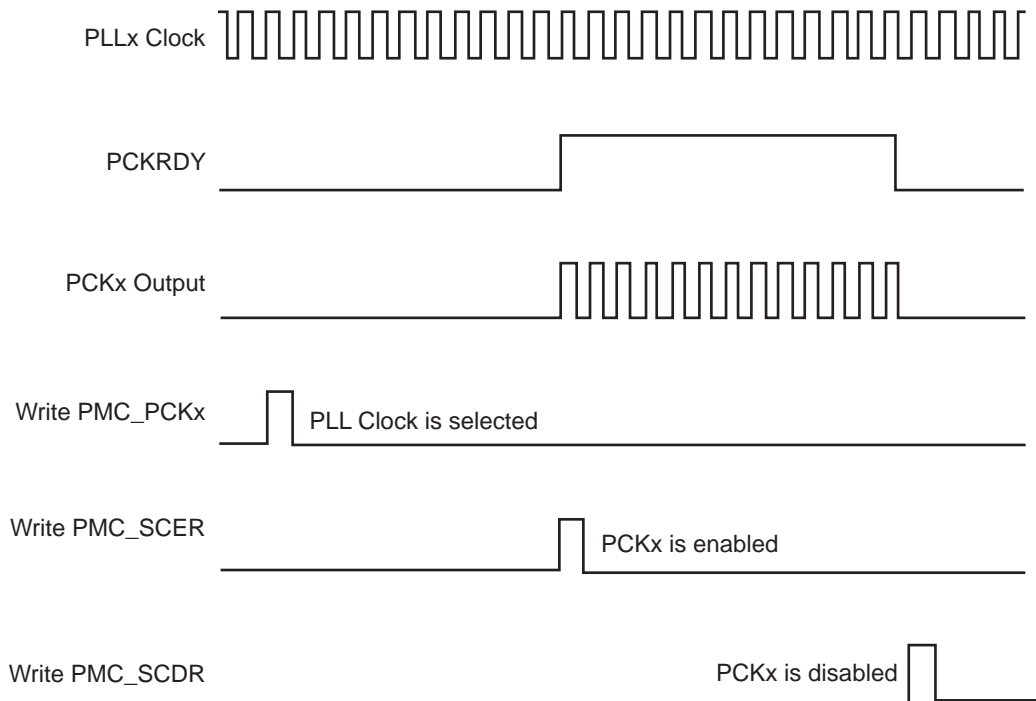 PLLx Clock
PCKRDY
PCKx Output
Write PMC_PCKx
PLL Clock is selected
Write PMC_SCER
PCKx is enabled
Write PMC_SCDR
PCKx is disabled